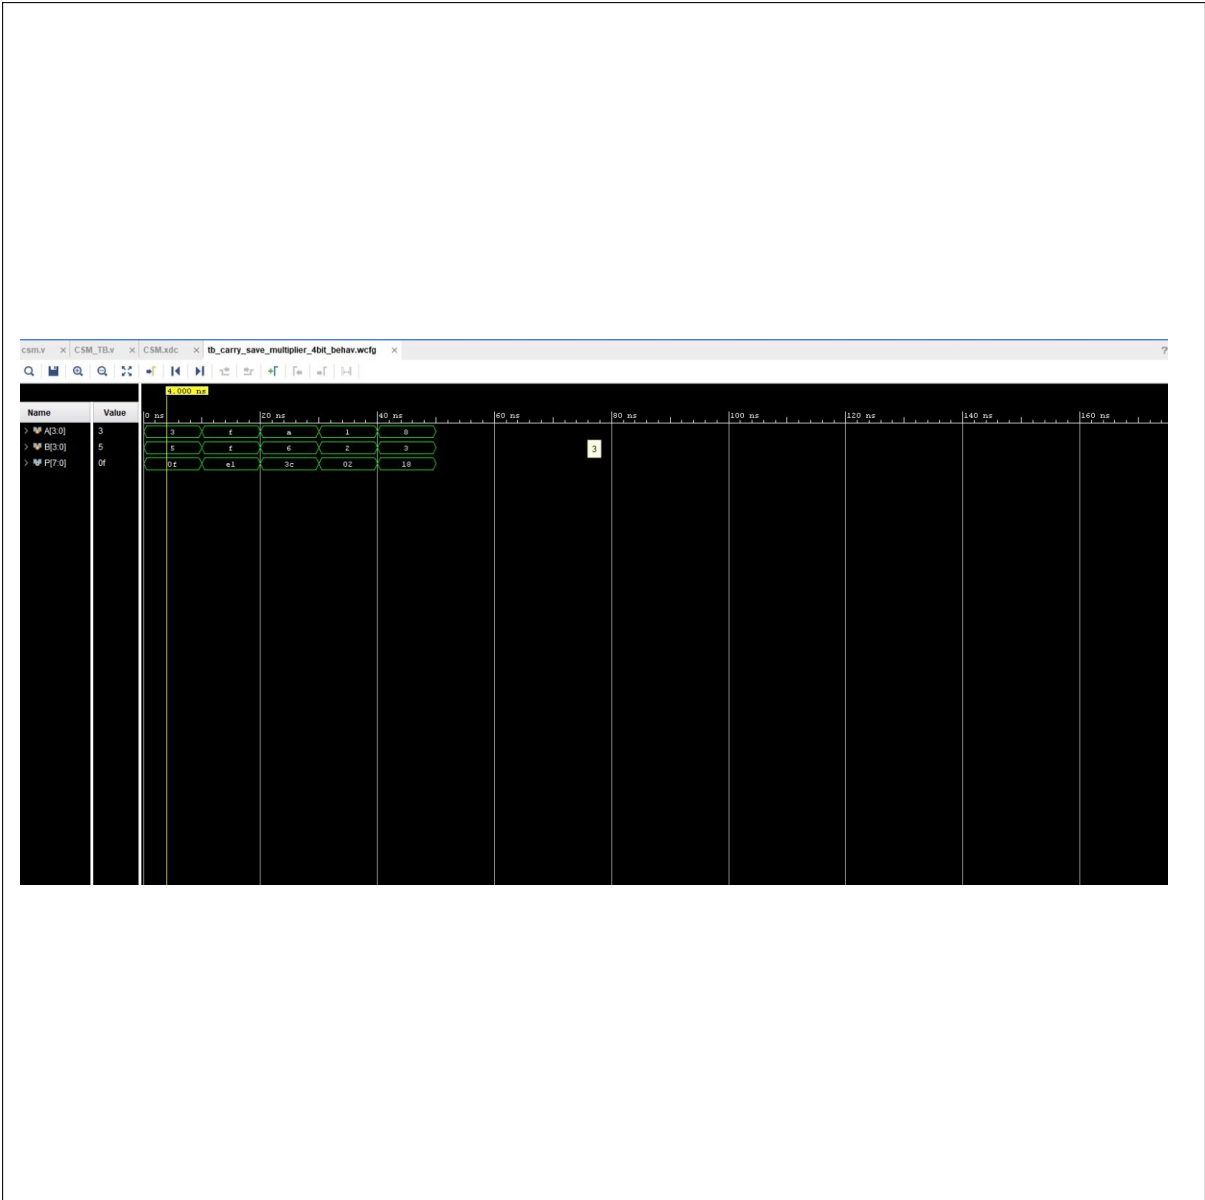 csm.v × CSM_TB.v × CSM.xdc × tb_carry_save_multiplier_4bit_behav.wcfg × ?
4.000 ns
Name Value 0 ns 20 ns 40 ns 60 ns 80 ns 100 ns 120 ns 140 ns 160 ns
A[3:0] 3 3 f a 1 8
B[3:0] 5 5 f 6 2 3 3
P[7:0] 0f 0f e1 3c 02 18